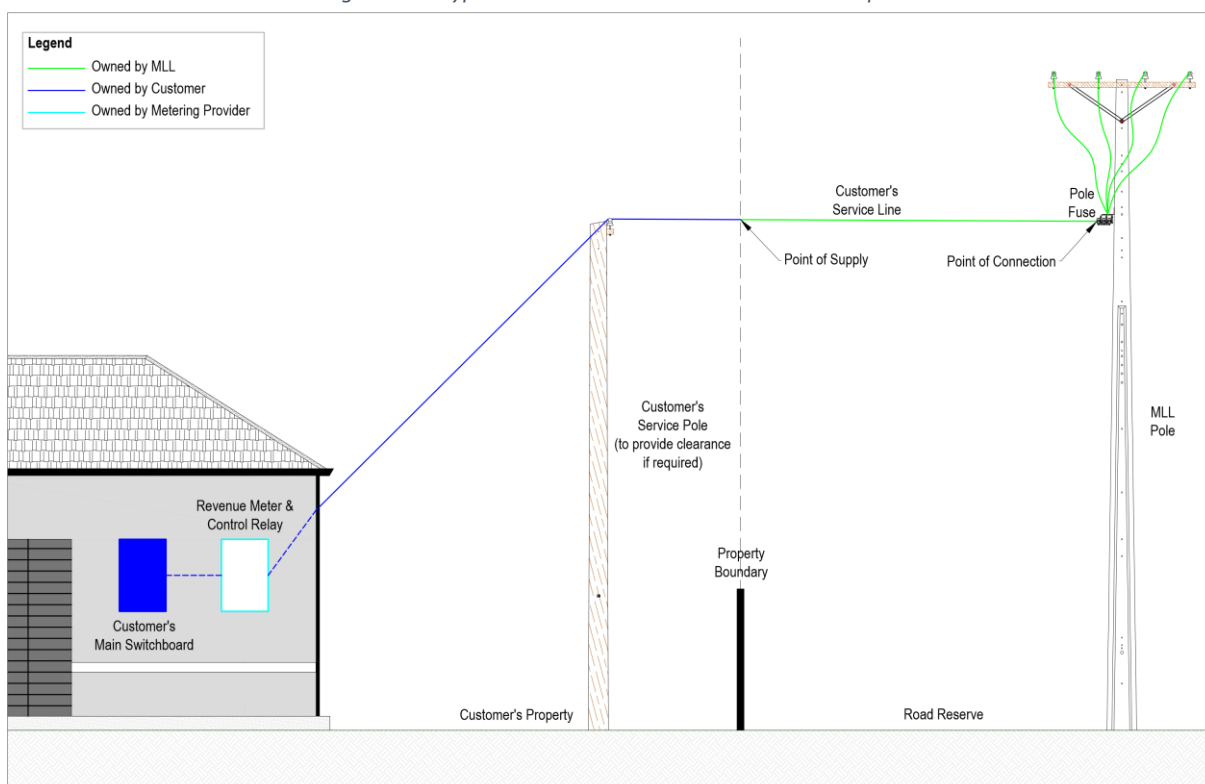 Legend
Owned by MLL
Owned by Customer
Owned by Metering Provider
Customer's
Service Line
Pole
Fuse
Point of Supply
Point of Connection
Customer's
Service Pole
(to provide clearance
if required)
MLL
Pole
Revenue Meter &
Control Relay
Property
Boundary
Customer's
Main Switchboard
Customer's Property
Road Reserve